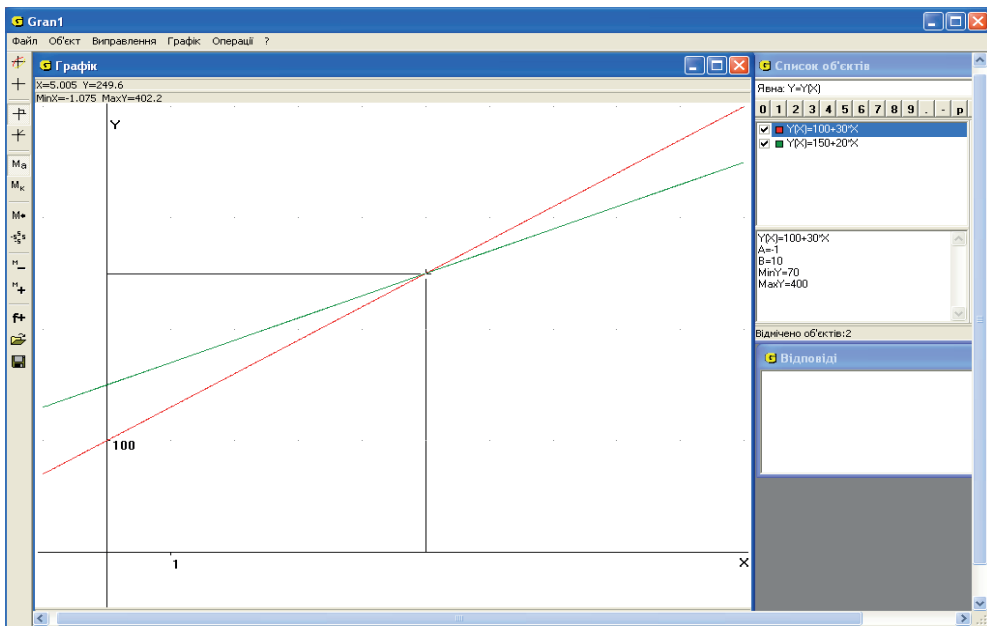 Gran1
Файл Об'єкт Виправлення Графік Операції ?
Графік
X=5.005 Y=249.6
MinX=-1.075 MaxY=402.2
Y
100
1
X
Ma
Mк
M
M
M
f+
Список об'єктів
Явна: Y=Y(X)
0 1 2 3 4 5 6 7 8 9 . - p
Y(X)=100+30*X
Y(X)=150+20*X
Y(X)=100+30*X
A=-1
B=10
MinY=70
MaxY=400
Відмічено об'єктів:2
Відповіді